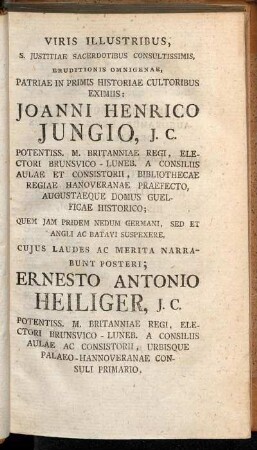 VIRIS ILLUSTRIBUS,
S. JUSTITIAE SACERDOTIBUS CONSULTISSIMIS,
ERUDITIONIS OMNIGENAE,
PATRIAE IN PRIMIS HISTORIAE CULTORIBUS
EXIMIIS;
JOANNI HENRICO
JUNGIO, J. C.
POTENTISS. M. BRITANNIAE REGI, ELE-
CTORI BRUNSVICO - LUNEB. A CONSILIIS
AULAE ET CONSISTORII, BIBLIOTHECAE
REGIAE HANOVERANAE PRAEFECTO,
AUGUSTAEQUE DOMUS GUEL-
FICAE HISTORICO;
QUEM JAM PRIDEM NEDUM GERMANI, SED ET
ANGLI AC BATAVI SUSPEXERE.
CUJUS LAUDES AC MERITA NARRA-
BUNT POSTERI;
ERNESTO ANTONIO
HEILIGER, J. C.
POTENTISS. M. BRITANNIAE REGI, ELE-
CTORI BRUNSVICO - LUNEB. A CONSILIIS
AULAE AC CONSISTORII, URBISQUE
PALAEO-HANNOVERANAE CON-
SULI PRIMARIO,